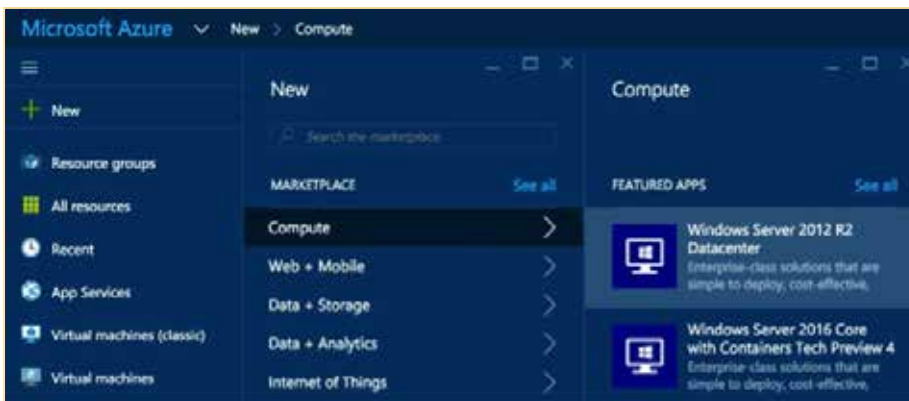 Microsoft Azure New > Compute
New
Resource groups
All resources
Recent
App Services
Virtual machines (classic)
Virtual machines
New
Search the marketplace
MARKETPLACE See all
Compute
Web + Mobile
Data + Storage
Data + Analytics
Internet of Things
Compute
FEATURED APPS See all
Windows Server 2012 R2
Datacenter
Enterprise-class solutions that are
simple to deploy, cost-effective,
Windows Server 2016 Core
with Containers Tech Preview 4
Enterprise-class solutions that are
simple to deploy, cost-effective,